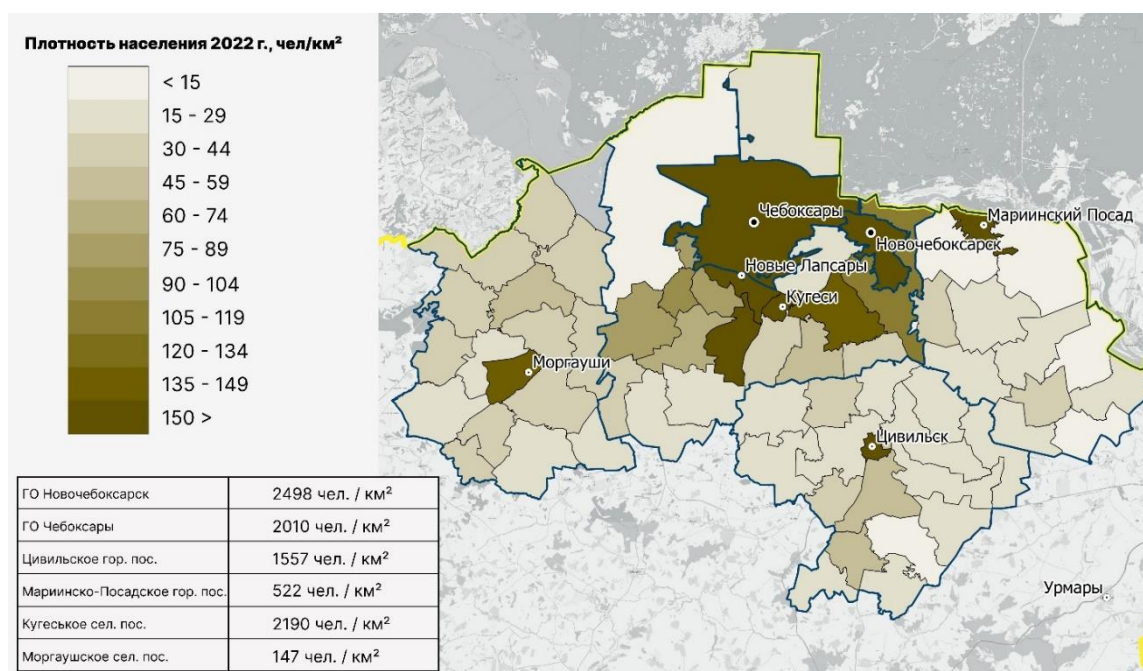 Плотность населения 2022 г., чел/км²
< 15
15 - 29
30 - 44
45 - 59
60 - 74
75 - 89
90 - 104
105 - 119
120 - 134
135 - 149
150 >
Чебоксары
Мариинский Посад
Новочебоксарск
Новые Лапсары
Кугеси
Моргауши
Цивильск
Урмары
ГО Новочебоксарск 2498 чел. / км²
ГО Чебоксары 2010 чел. / км²
Цивильское гор. пос. 1557 чел. / км²
Мариинско-Посадское гор. пос. 522 чел. / км²
Кугеськое сел. пос. 2190 чел. / км²
Моргаушское сел. пос. 147 чел. / км²